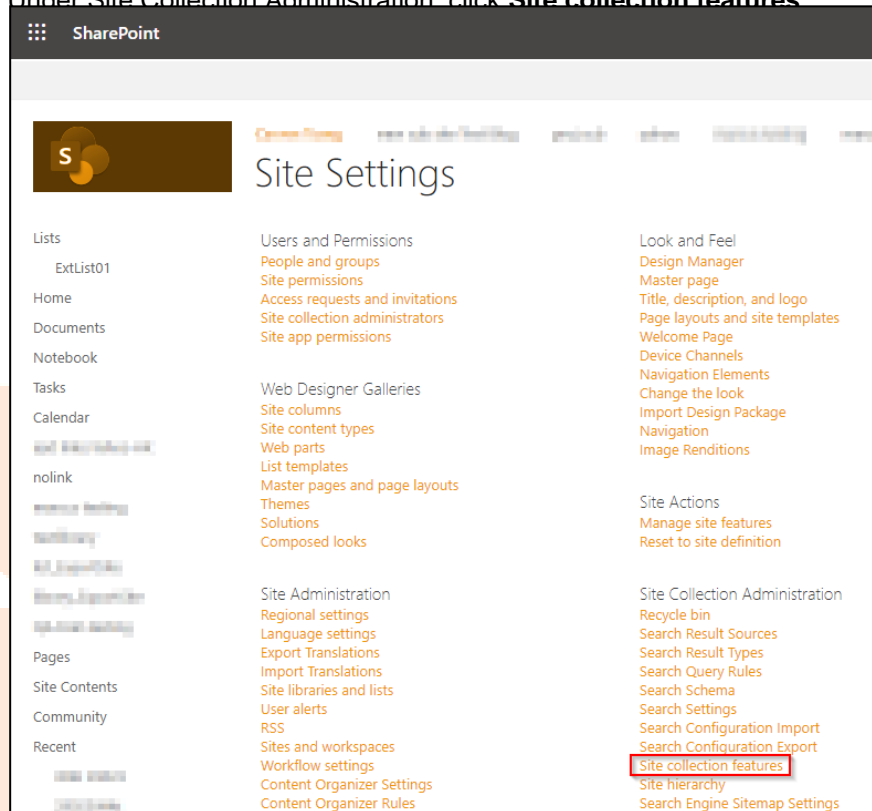 Under Site Collection Administration, click Site collection features
SharePoint
S
Site Settings
Lists
ExtList01
Home
Documents
Notebook
Tasks
Calendar
nolink
Pages
Site Contents
Community
Recent
Users and Permissions
People and groups
Site permissions
Access requests and invitations
Site collection administrators
Site app permissions
Web Designer Galleries
Site columns
Site content types
Web parts
List templates
Master pages and page layouts
Themes
Solutions
Composed looks
Site Administration
Regional settings
Language settings
Export Translations
Import Translations
Site libraries and lists
User alerts
RSS
Sites and workspaces
Workflow settings
Content Organizer Settings
Content Organizer Rules
Look and Feel
Design Manager
Master page
Title, description, and logo
Page layouts and site templates
Welcome Page
Device Channels
Navigation Elements
Change the look
Import Design Package
Navigation
Image Renditions
Site Actions
Manage site features
Reset to site definition
Site Collection Administration
Recycle bin
Search Result Sources
Search Result Types
Search Query Rules
Search Schema
Search Settings
Search Configuration Import
Search Configuration Export
Site collection features
Site hierarchy
Search Engine Sitemap Settings